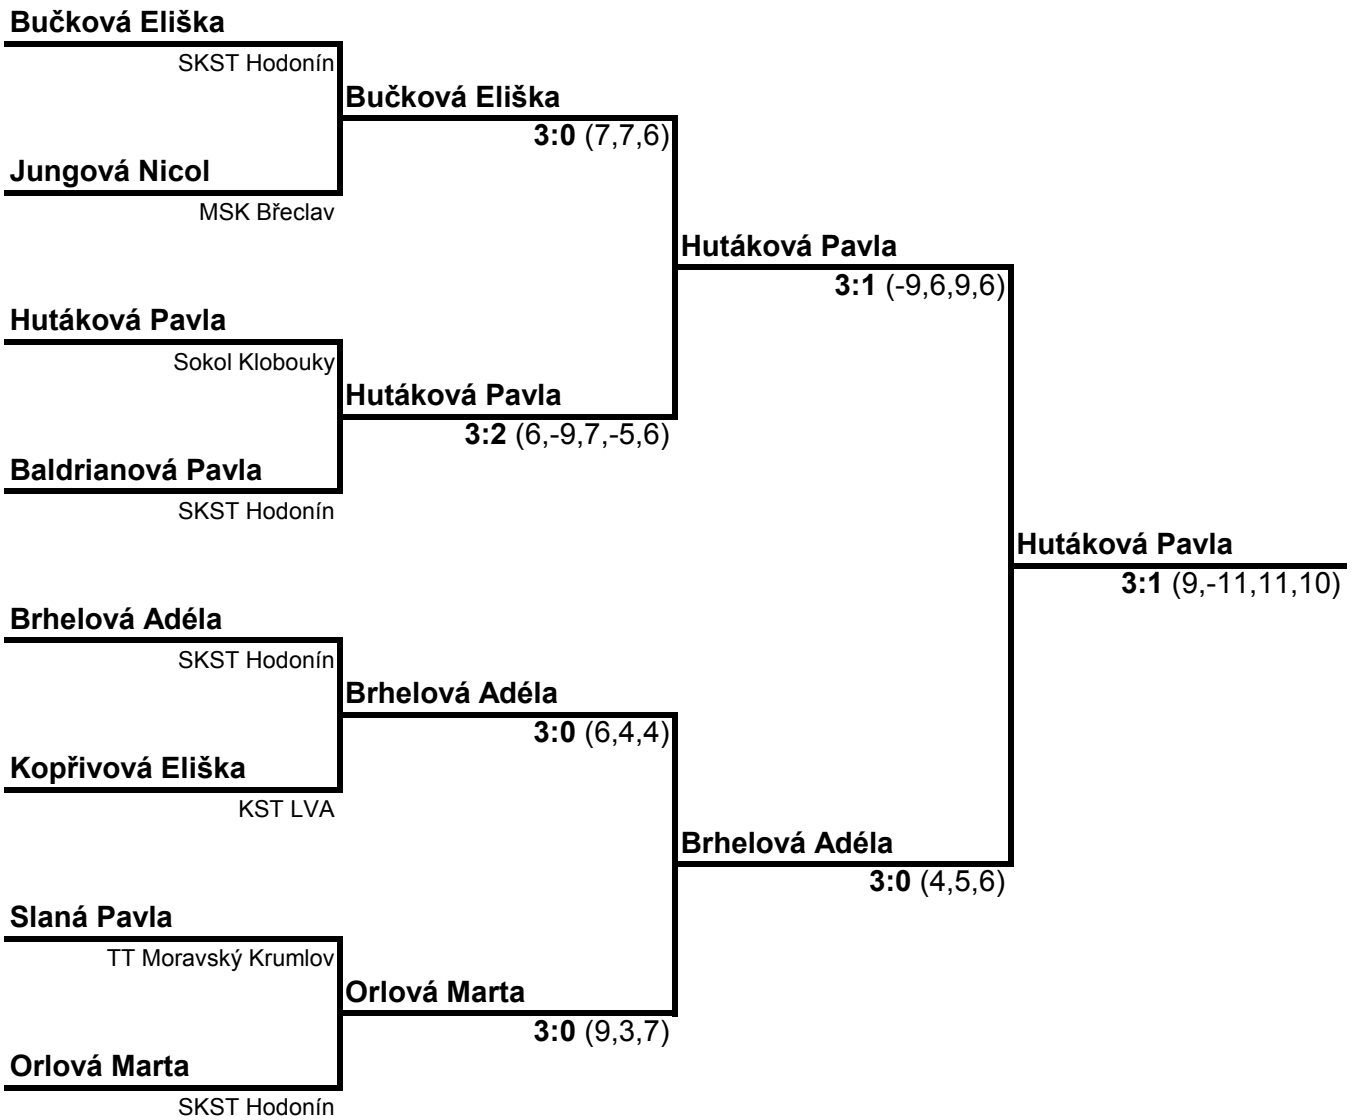 Bučková Eliška
SKST Hodonín
Bučková Eliška
3:0 (7,7,6)
Jungová Nicol
MSK Břeclav
Hutáková Pavla
3:1 (-9,6,9,6)
Hutáková Pavla
Sokol Klobouky
Hutáková Pavla
3:2 (6,-9,7,-5,6)
Baldrianová Pavla
SKST Hodonín
Hutáková Pavla
3:1 (9,-11,11,10)
Brhelová Adéla
SKST Hodonín
Brhelová Adéla
3:0 (6,4,4)
Kopřivová Eliška
KST LVA
Brhelová Adéla
3:0 (4,5,6)
Slaná Pavla
TT Moravský Krumlov
Orlová Marta
3:0 (9,3,7)
Orlová Marta
SKST Hodonín